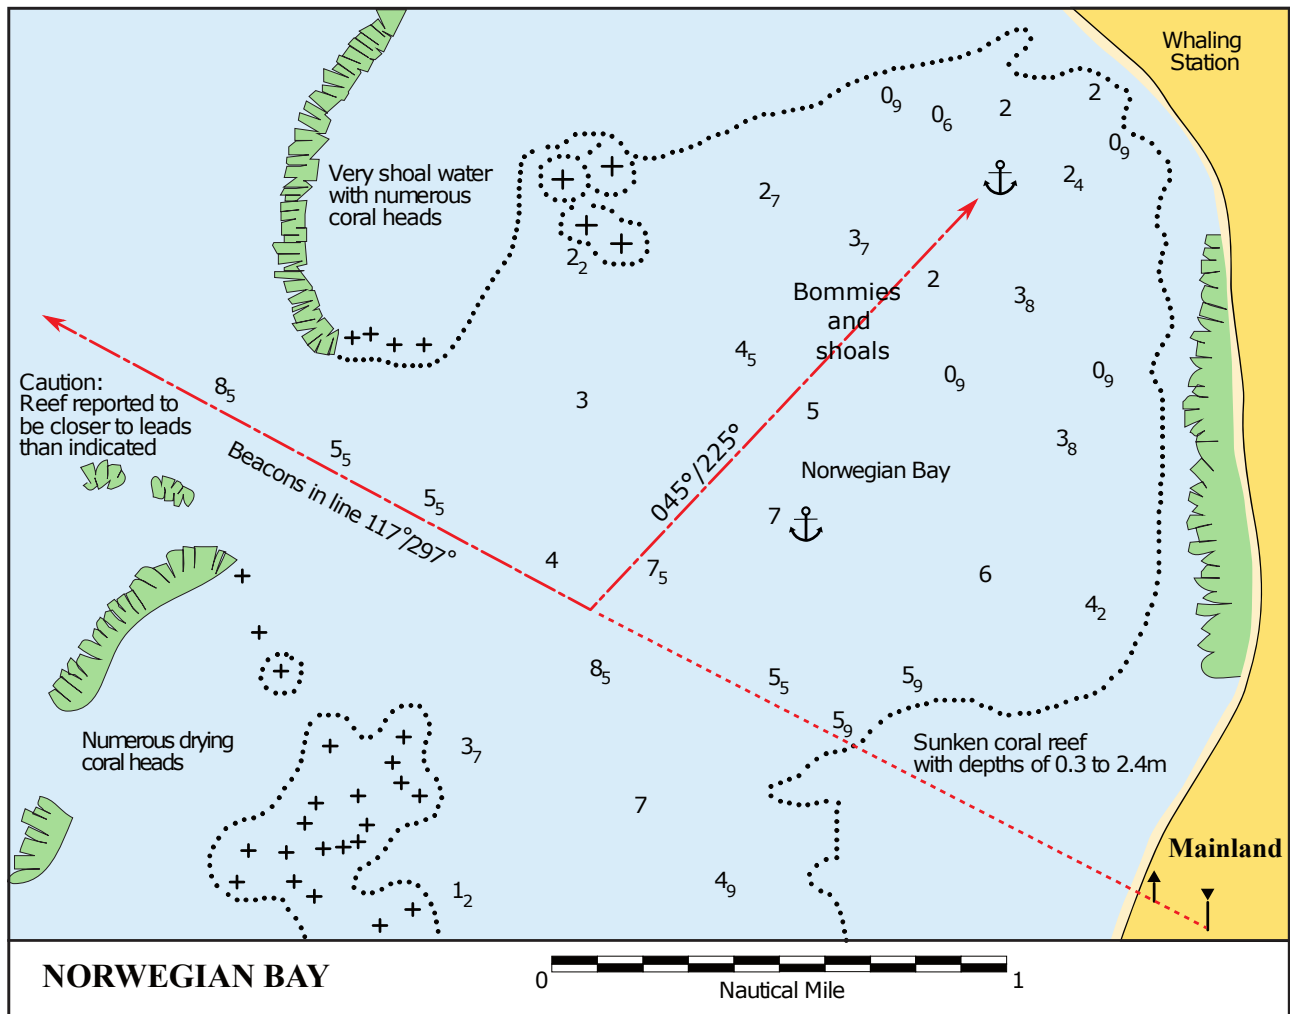 Whaling
Station
0₉
0₆
2
2
0₉
2₄
Very shoal water
with numerous
coral heads
2₇
3₇
2₂
2
Bommies
and
shoals
3₈
4₅
0₉
0₉
Caution:
Reef reported to
be closer to leads
than indicated
8₅
3
5
5₅
3₈
Beacons in line 117°/297°
045°/225°
Norwegian Bay
5₅
7
4
7₅
6
4₂
8₅
5₅
5₉
5₉
Numerous drying
coral heads
3₇
Sunken coral reef
with depths of 0.3 to 2.4m
7
Mainland
1₂
4₉
NORWEGIAN BAY
0
1
Nautical Mile